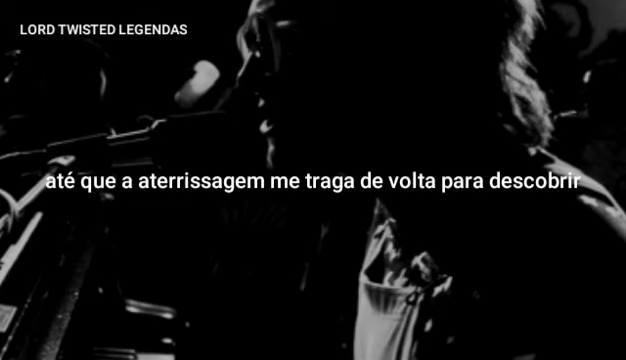 LORD TWISTED LEGENDAS
até que a aterrissagem me traga de volta para descobrir